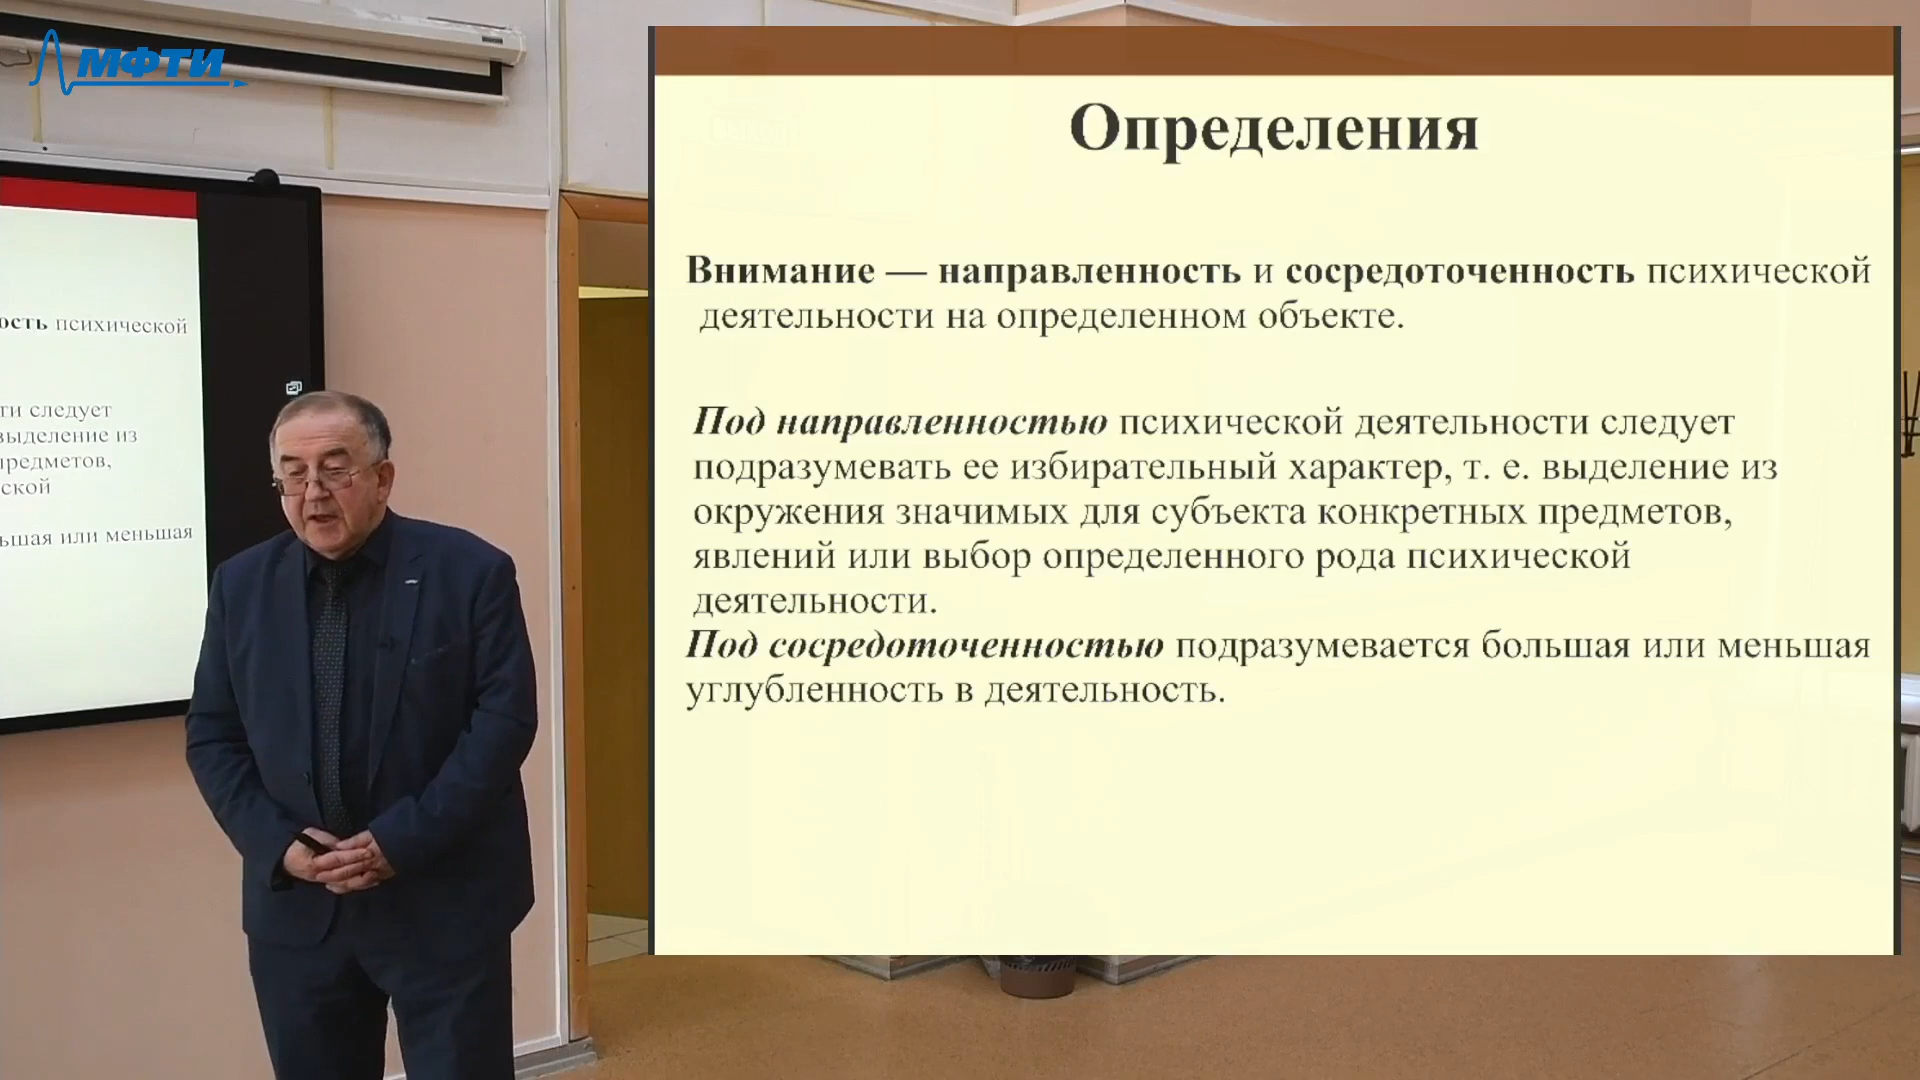 МФТИ
Определения
Внимание — направленность и сосредоточенность психической
деятельности на определенном объекте.
Под направленностью психической деятельности следует
подразумевать ее избирательный характер, т. е. выделение из
окружения значимых для субъекта конкретных предметов,
явлений или выбор определенного рода психической
деятельности.
Под сосредоточенностью подразумевается большая или меньшая
углубленность в деятельность.
ость психической
ти следует
выделение из
предметов,
ской
ьшая или меньшая